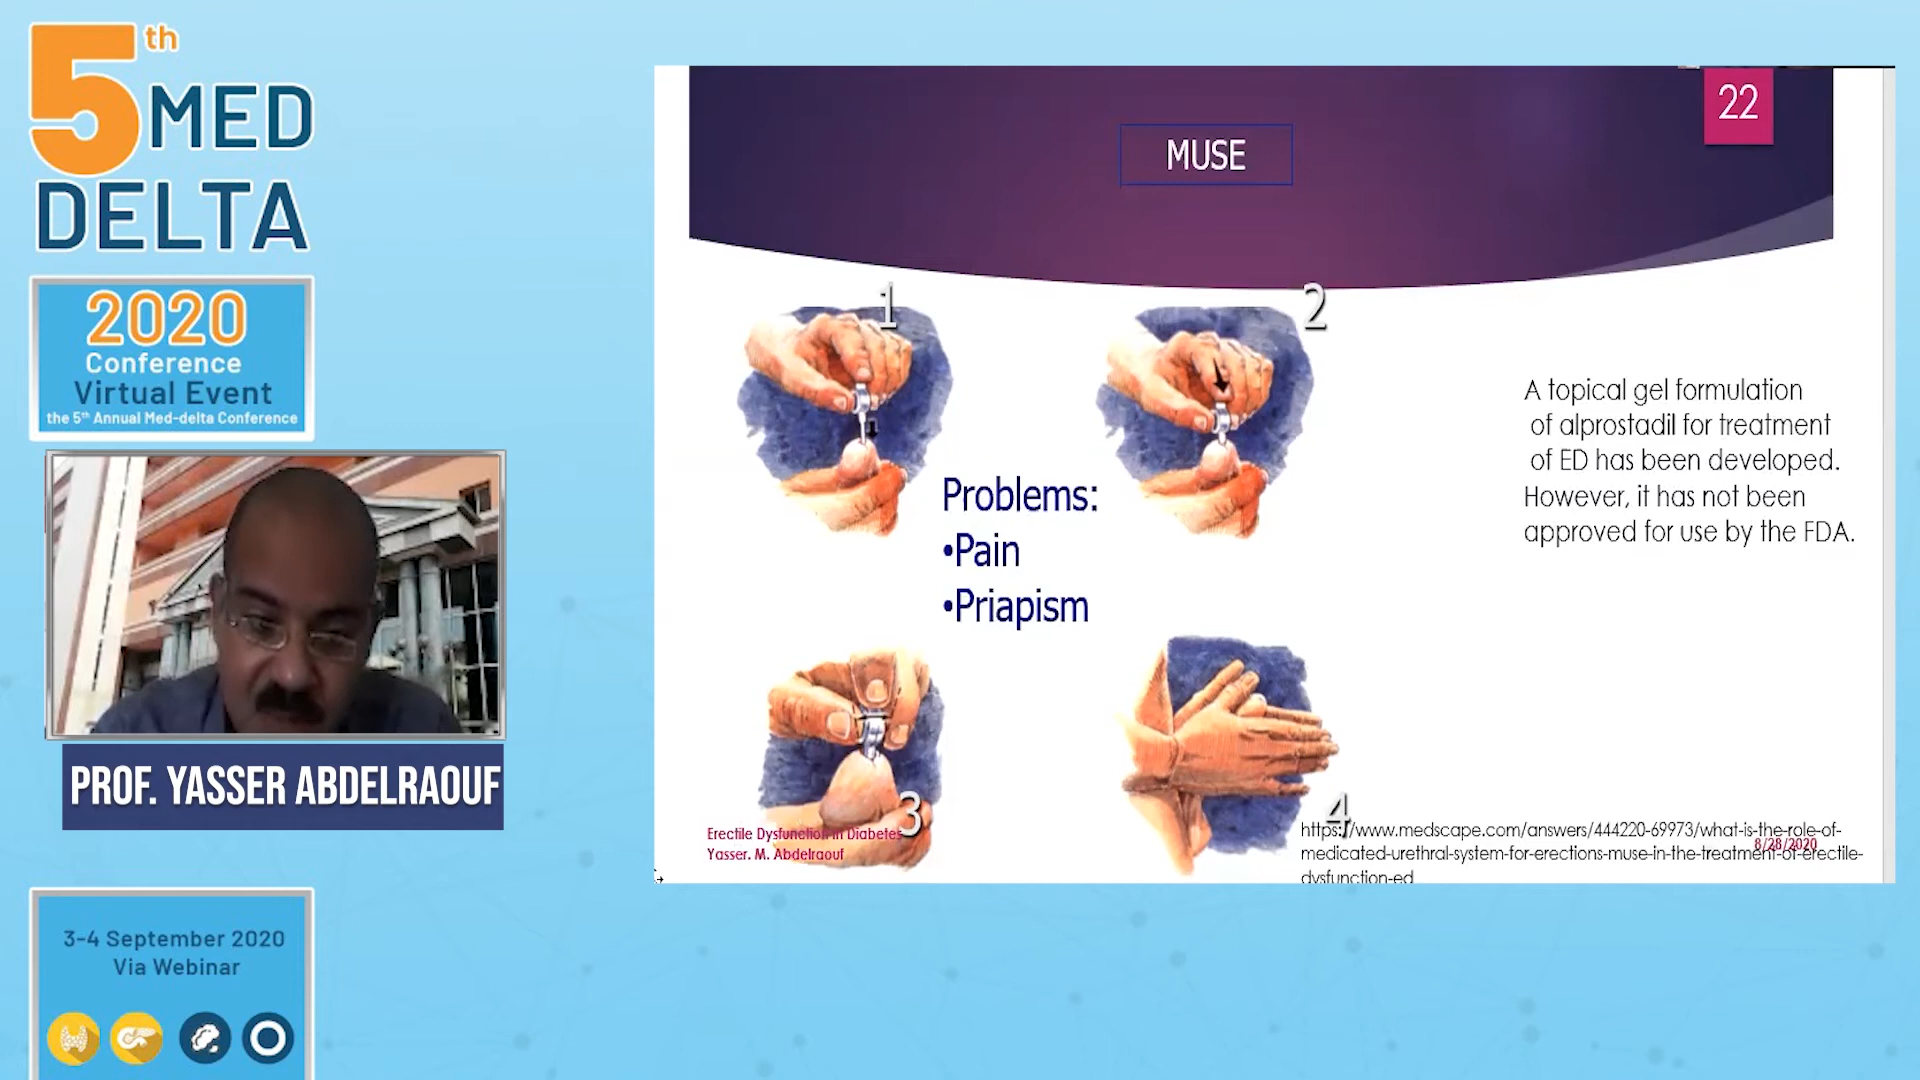 5th MED
DELTA
2020
Conference
Virtual Event
the 5th Annual Med-delta Conference
PROF. YASSER ABDELRAOUF
3-4 September 2020
Via Webinar
22
MUSE
1
2
Problems:
•Pain
•Priapism
A topical gel formulation
of alprostadil for treatment
of ED has been developed.
However, it has not been
approved for use by the FDA.
3
4
Erectile Dysfunction in Diabetes
Yasser. M. Abdelraouf
8/28/2020
https://www.medscape.com/answers/444220-69973/what-is-the-role-of-
medicated-urethral-system-for-erections-muse-in-the-treatment-of-erectile-
dysfunction-ed